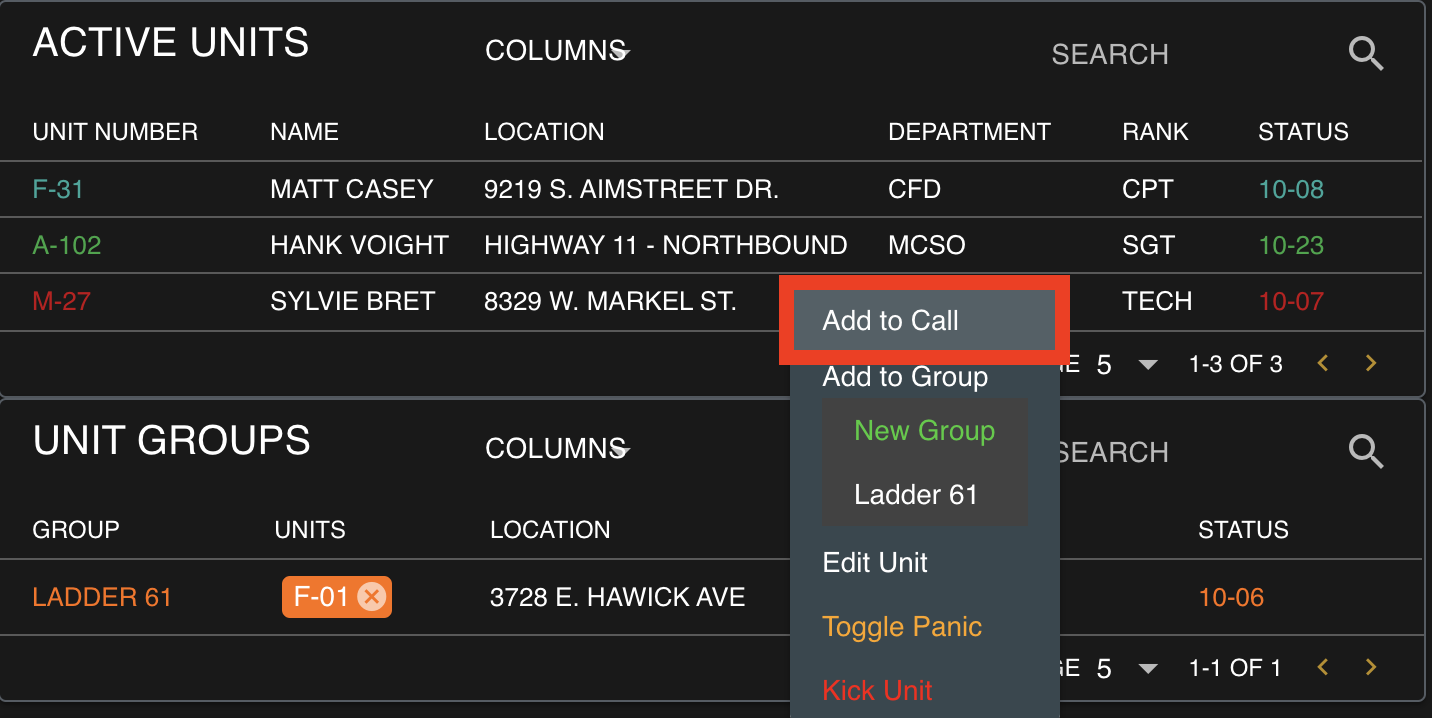 ACTIVE UNITS COLUMNS SEARCH
UNIT NUMBER NAME LOCATION DEPARTMENT RANK STATUS
F-31 MATT CASEY 9219 S. AIMSTREET DR. CFD CPT 10-08
A-102 HANK VOIGHT HIGHWAY 11 - NORTHBOUND MCSO SGT 10-23
M-27 SYLVIE BRET 8329 W. MARKEL ST. TECH 10-07
Add to Call
5 1-3 OF 3
Add to Group
New Group
Ladder 61
Edit Unit
Toggle Panic
Kick Unit
UNIT GROUPS COLUMNS SEARCH
GROUP UNITS LOCATION STATUS
LADDER 61 F-01 3728 E. HAWICK AVE 10-06
5 1-1 OF 1